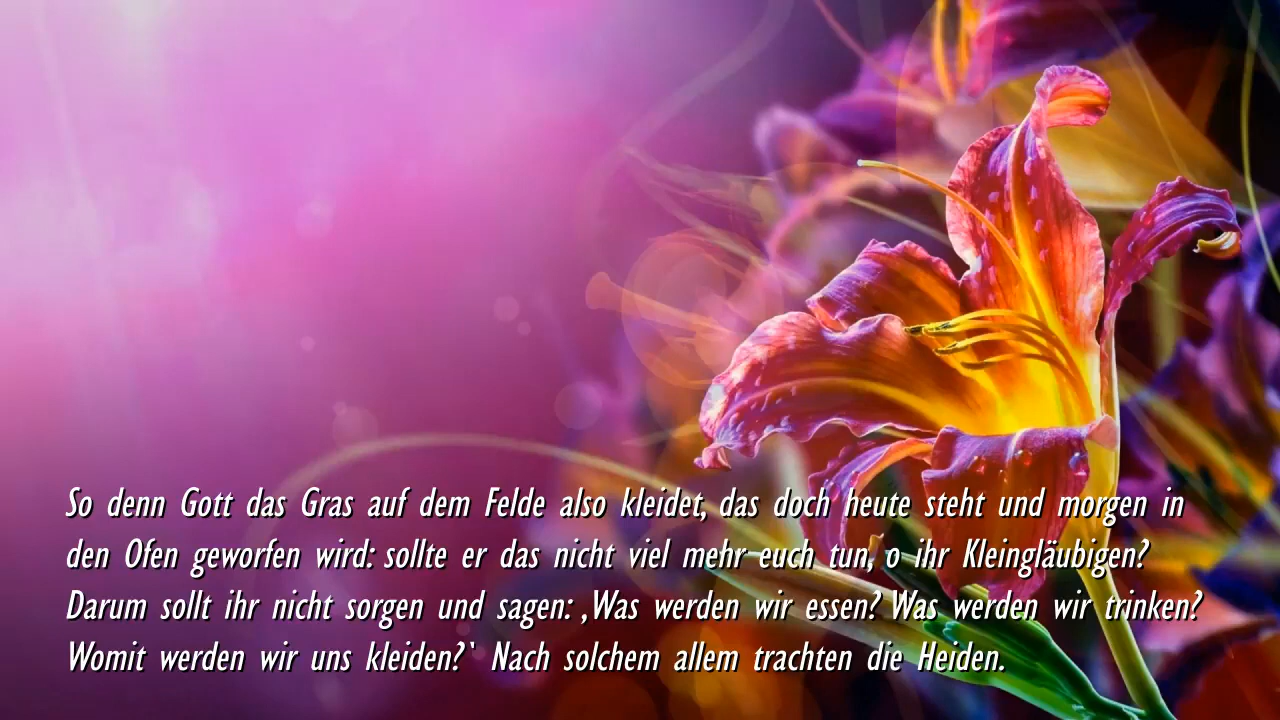 So denn Gott das Gras auf dem Felde also kleidet, das doch heute steht und morgen in
den Ofen geworfen wird: sollte er das nicht viel mehr euch tun, o ihr Kleingläubigen?
Darum sollt ihr nicht sorgen und sagen: ‚Was werden wir essen? Was werden wir trinken?
Womit werden wir uns kleiden?‛ Nach solchem allem trachten die Heiden.